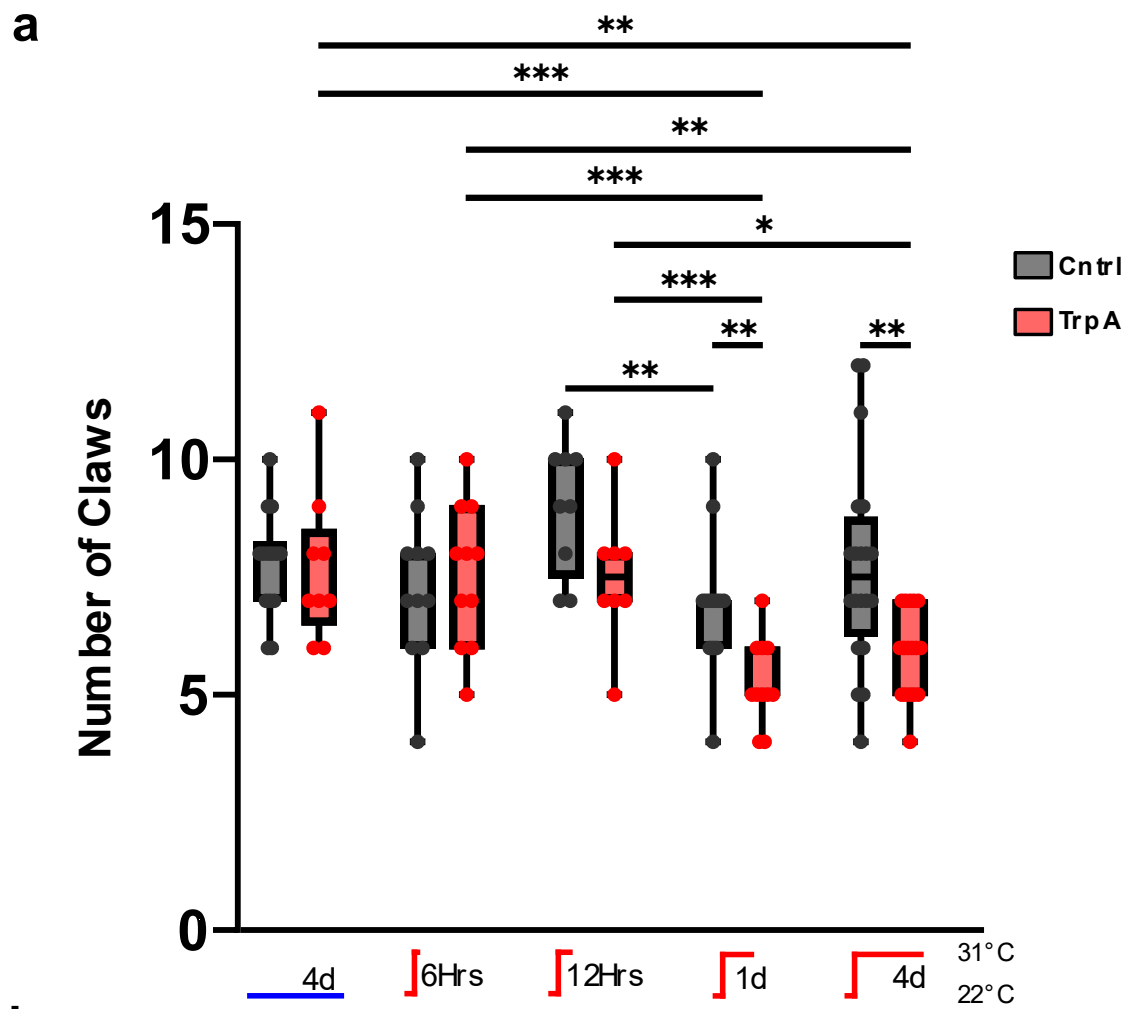 a
**
***
**
***
*
***
**
**
**
15
10
5
0
Number of Claws
Cntrl
TrpA
4d
6Hrs
12Hrs
1d
4d
31°C
22°C